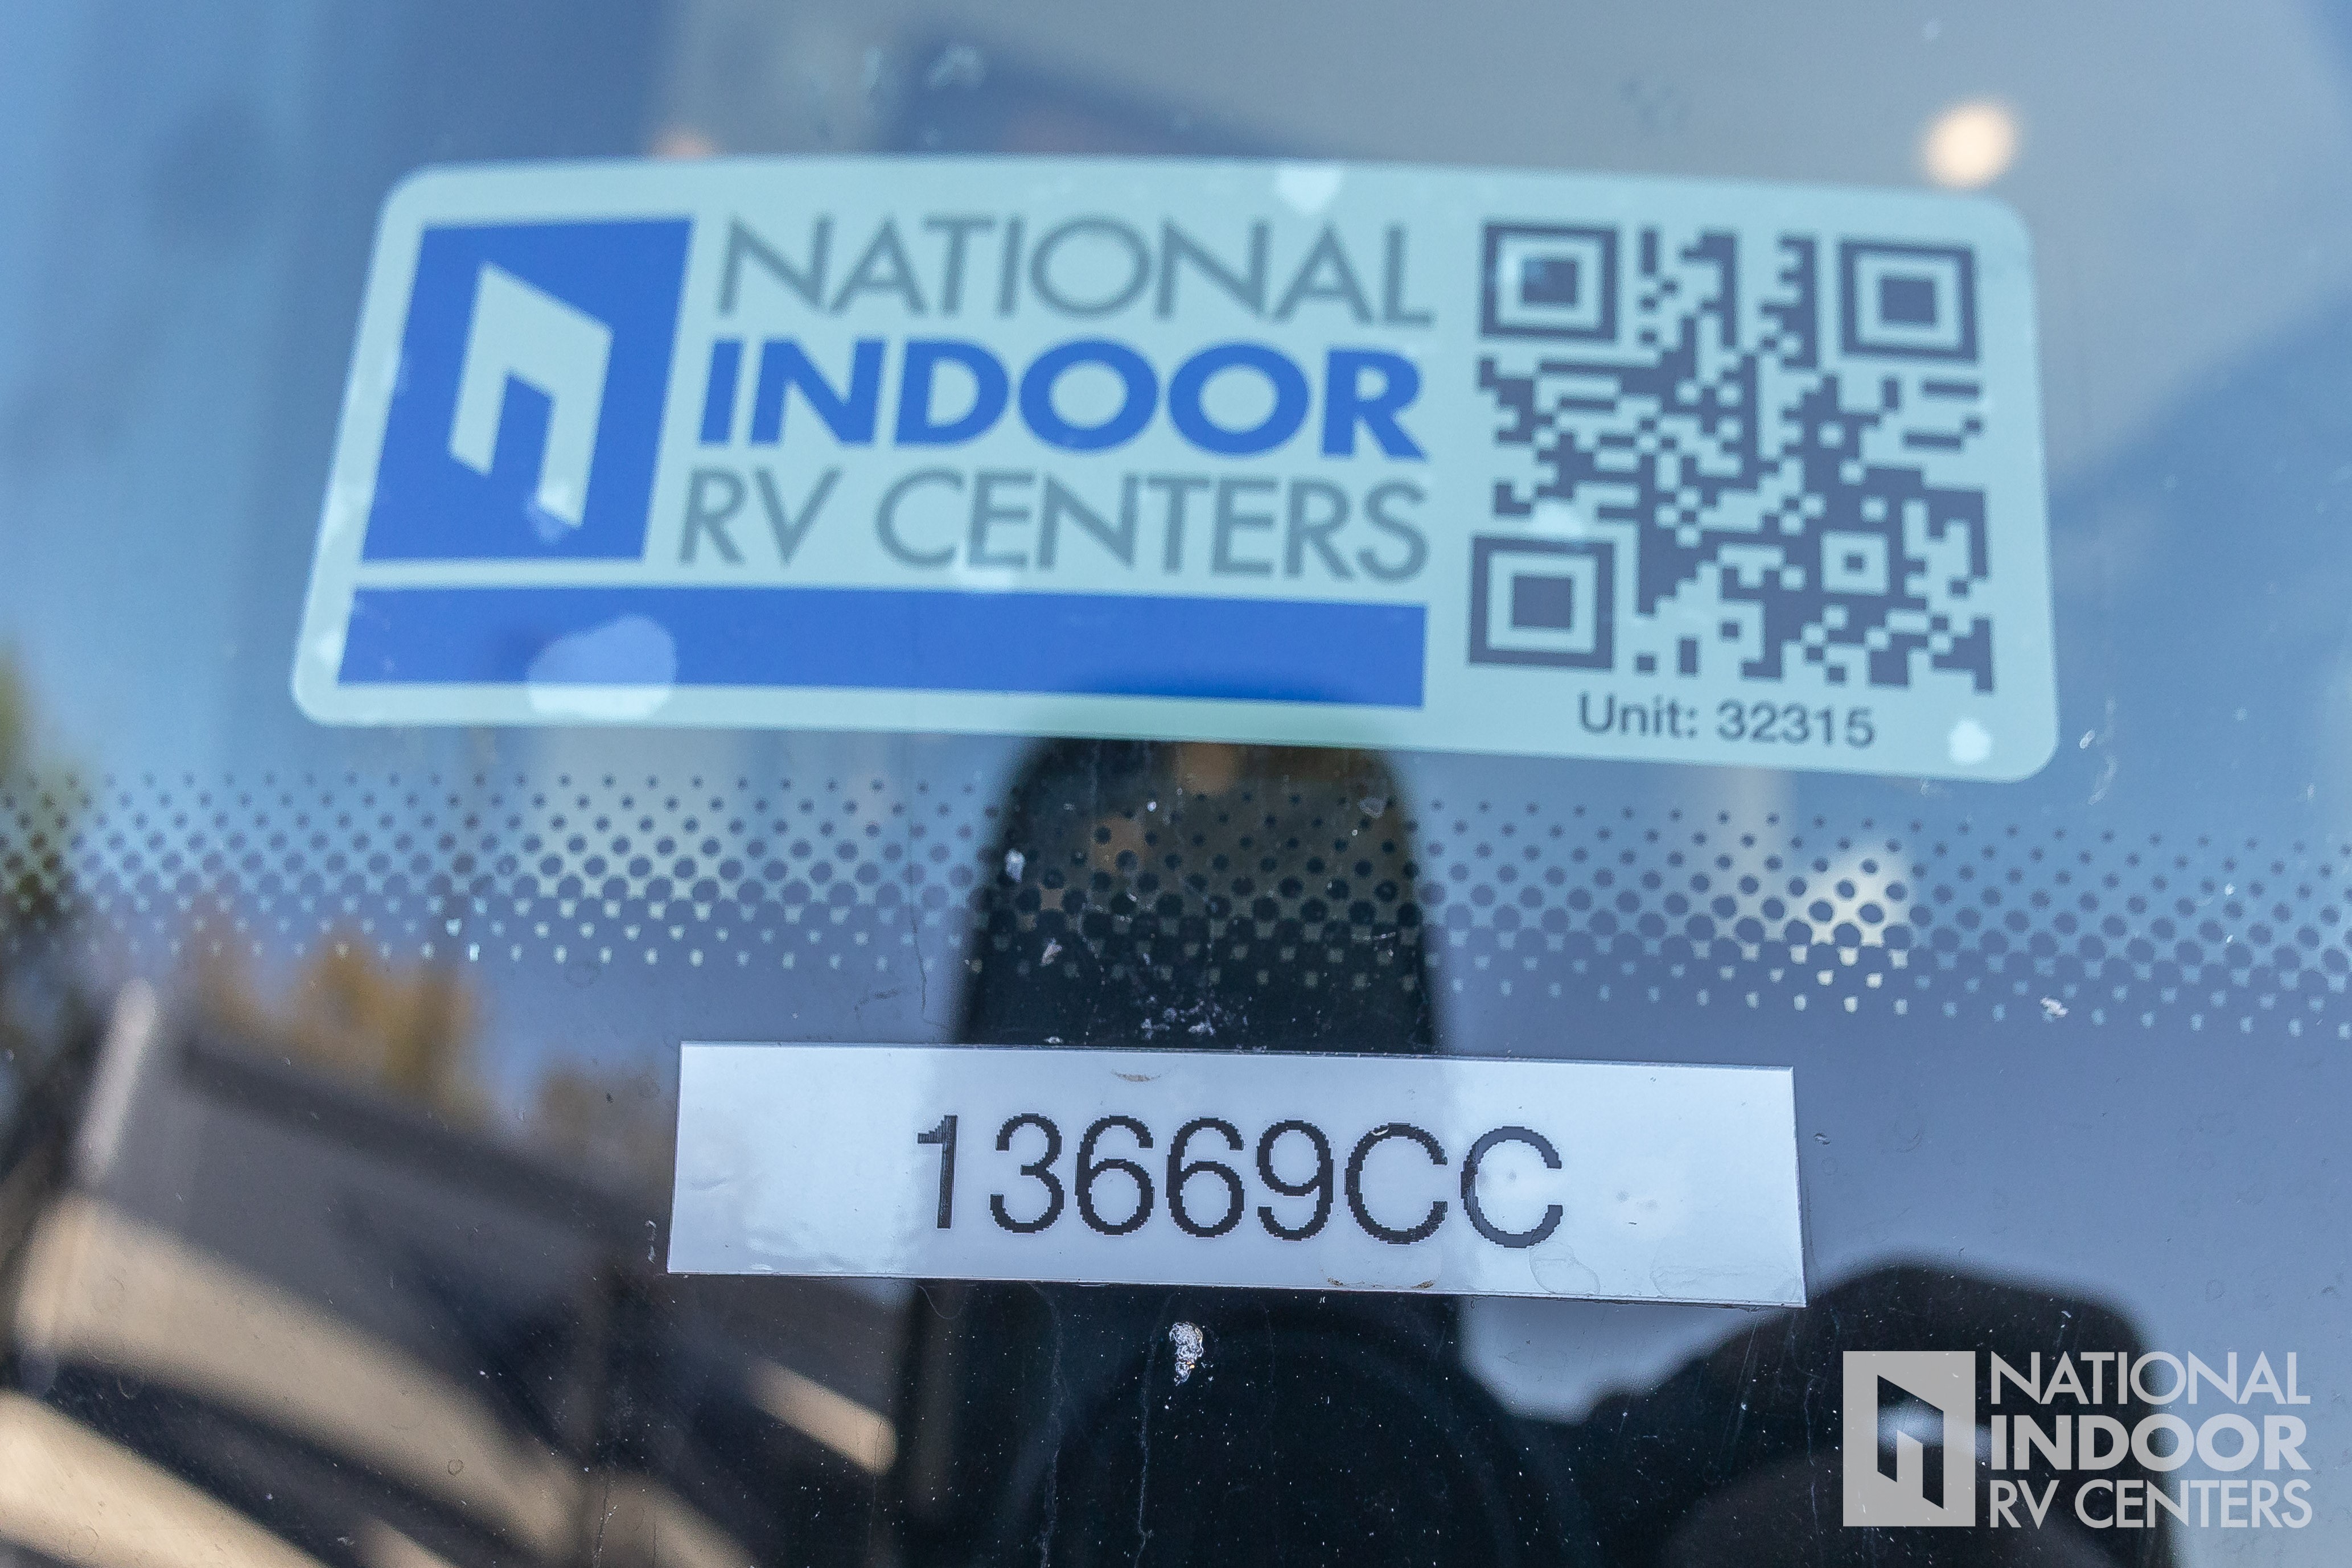 NATIONAL
INDOOR
RV CENTERS
Unit: 32315
13669CC
NATIONAL
INDOOR
RV CENTERS